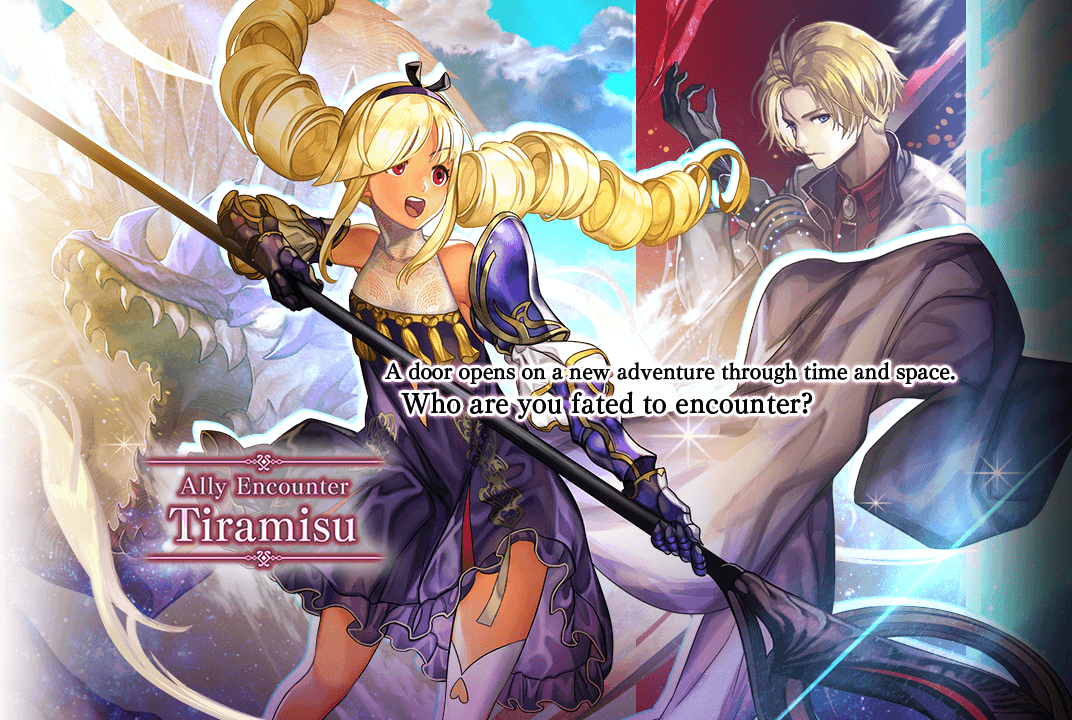 A door opens on a new adventure through time and space.
Who are you fated to encounter?
Ally Encounter
Tiramisu